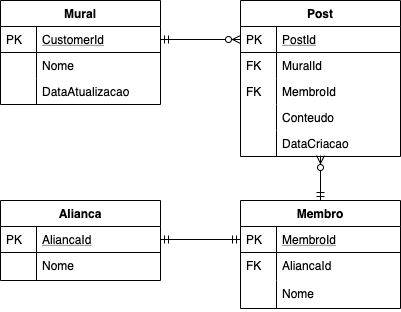 Mural
PK CustomerId
Nome
DataAtualizacao
Post
PK PostId
FK MuralId
FK MembroId
Conteudo
DataCriacao
Alianca
PK AliancaId
Nome
Membro
PK MembroId
FK AliancaId
Nome